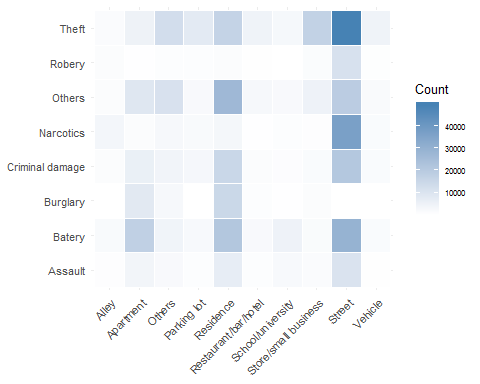 Theft
Robery
Others
Narcotics
Criminal damage
Burglary
Batery
Assault
Alley
Apartment
Others
Parking lot
Residence
Restaurant/bar/hotel
School/university
Store/small business
Street
Vehicle
Count
40000
30000
20000
10000